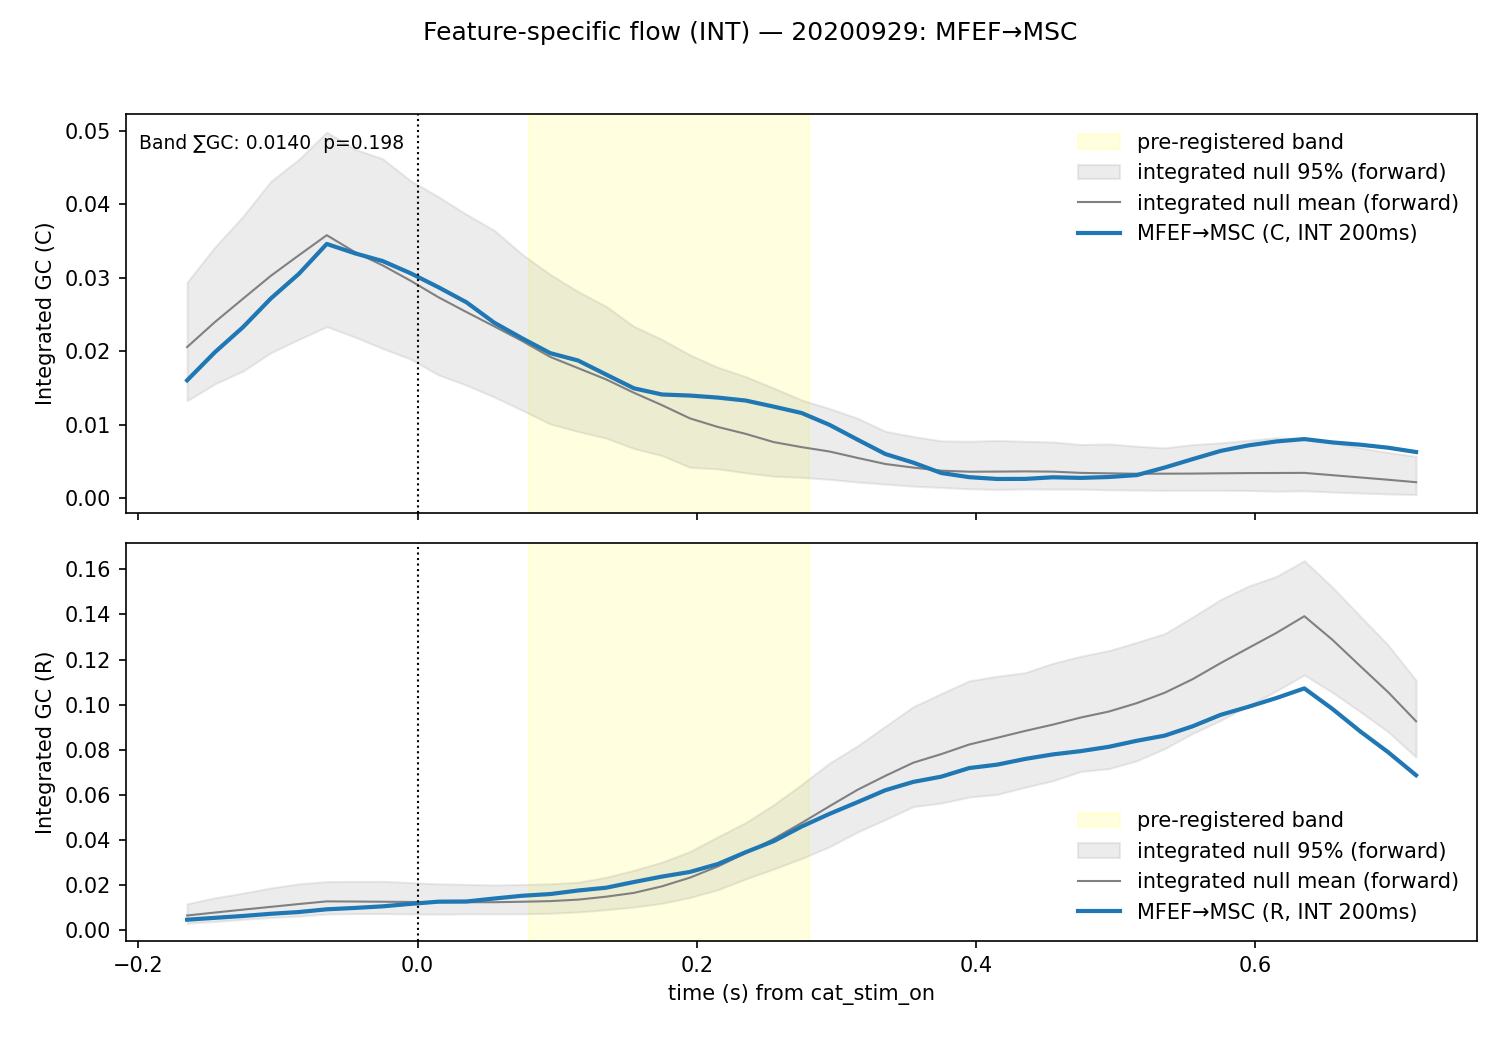 Feature-specific flow (INT) — 20200929: MFEF→MSC
Band ∑GC: 0.0140  p=0.198
pre-registered band
integrated null 95% (forward)
integrated null mean (forward)
MFEF→MSC (C, INT 200ms)
Integrated GC (C)
0.05
0.04
0.03
0.02
0.01
0.00
Integrated GC (R)
0.16
0.14
0.12
0.10
0.08
0.06
0.04
0.02
0.00
pre-registered band
integrated null 95% (forward)
integrated null mean (forward)
MFEF→MSC (R, INT 200ms)
−0.2 0.0 0.2 0.4 0.6
time (s) from cat_stim_on